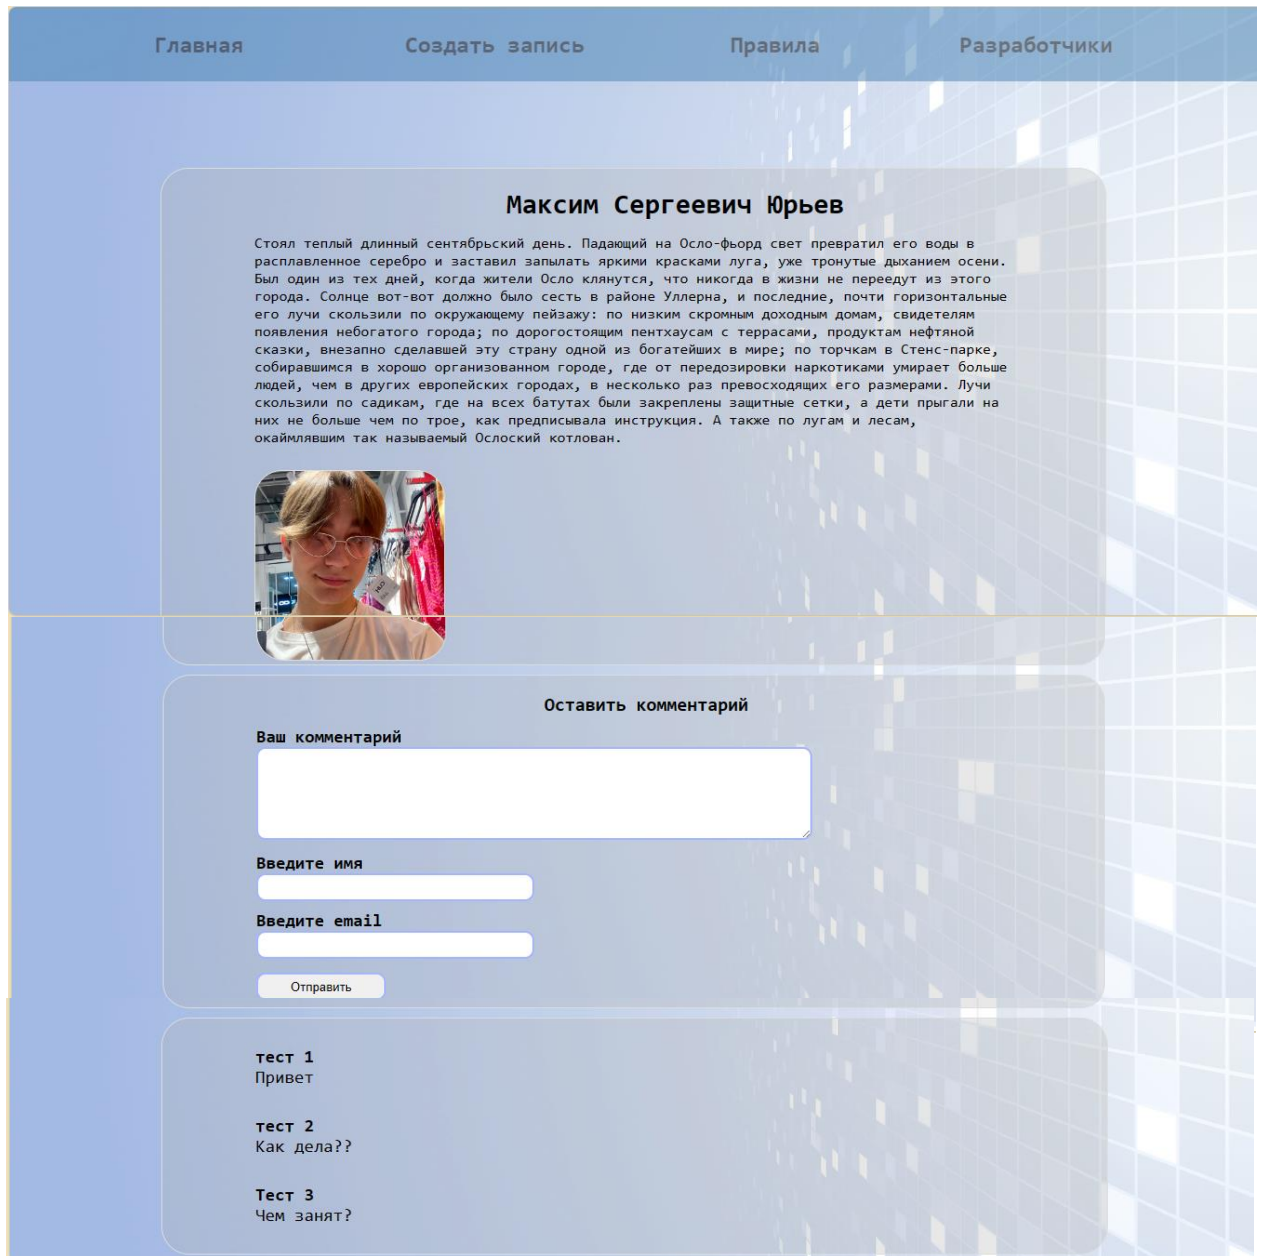 Главная Создать запись Правила Разработчики
Максим Сергеевич Юрьев
Стоял теплый длинный сентябрьский день. Падающий на Осло-фьорд свет превратил его воды в
расплавленное серебро и заставил запылать яркими красками луга, уже тронутые дыханием осени.
Был один из тех дней, когда жители Осло клянутся, что никогда в жизни не переедут из этого
города. Солнце вот-вот должно было сесть в районе Уллерна, и последние, почти горизонтальные
его лучи скользили по окружающему пейзажу: по низким скромным доходным домам, свидетелям
появления небогатого города; по дорогостоящим пентхаусам с террасами, продуктам нефтяной
сказки, внезапно сделавшей эту страну одной из богатейших в мире; по торчкам в Стенс-парке,
собиравшимся в хорошо организованном городе, где от передозировки наркотиками умирает больше
людей, чем в других европейских городах, в несколько раз превосходящих его размерами. Лучи
скользили по садикам, где на всех батутах были закреплены защитные сетки, а дети прыгали на
них не больше чем по трое, как предписывала инструкция. А также по лугам и лесам,
окаймлявшим так называемый Ослоский котлован.
Оставить комментарий
Ваш комментарий
Введите имя
Введите email
Отправить
тест 1
Привет
тест 2
Как дела??
Тест 3
Чем занят?